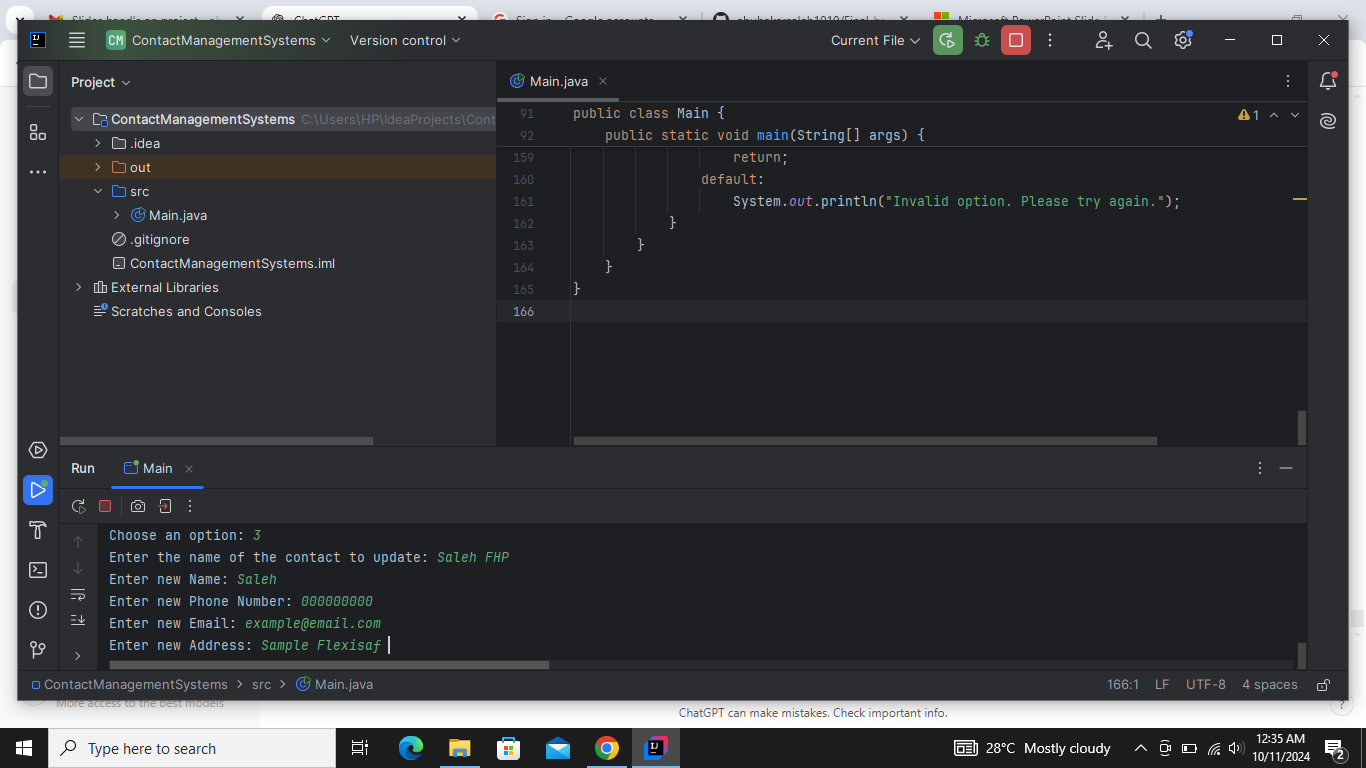 Slides handson project
ChatGPT
Sign in - Google accounts
Microsoft PowerPoint Slide
CM ContactManagementSystems
Version control
Current File
Project
Main.java
ContactManagementSystems C:\Users\HP\IdeaProjects\Cont
.idea
out
src
Main.java
.gitignore
ContactManagementSystems.iml
External Libraries
Scratches and Consoles
91 public class Main {
92 public static void main(String[] args) {
1
159 return;
160 default:
161 System.out.println("Invalid option. Please try again.");
162 }
163 }
164 }
165 }
166
Run
Main
Choose an option: 3
Enter the name of the contact to update: Saleh FHP
Enter new Name: Saleh
Enter new Phone Number: 000000000
Enter new Email: example@email.com
Enter new Address: Sample Flexisaf
ContactManagementSystems > src > Main.java
166:1 LF UTF-8 4 spaces
More access to the best models
ChatGPT can make mistakes. Check important info.
?
Type here to search
28°C Mostly cloudy
12:35 AM
10/11/2024
2